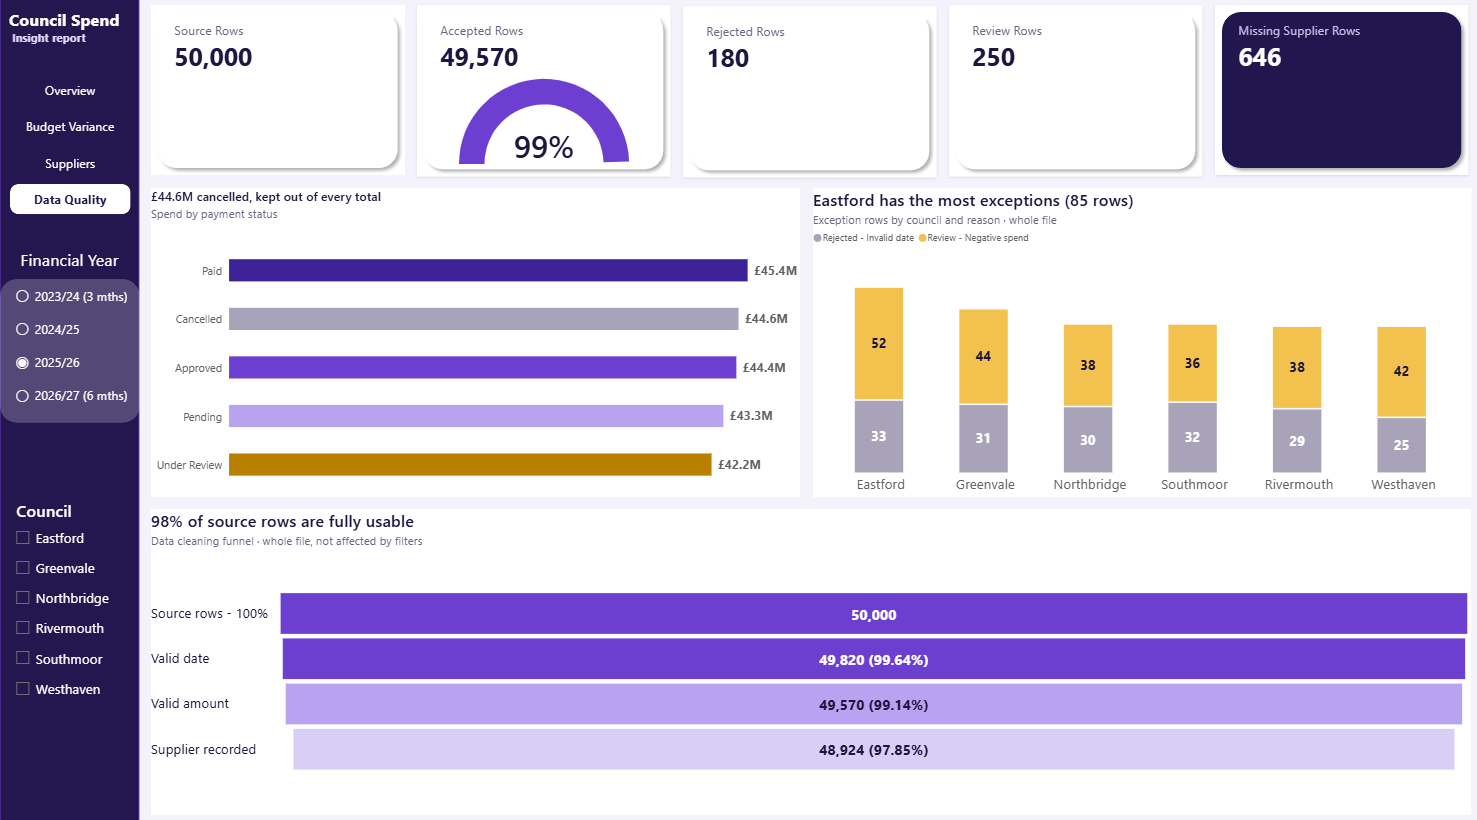 Council Spend
Insight report
Overview
Budget Variance
Suppliers
Data Quality
Financial Year
2023/24 (3 mths)
2024/25
2025/26
2026/27 (6 mths)
Council
Eastford
Greenvale
Northbridge
Rivermouth
Southmoor
Westhaven
Source Rows
50,000
Accepted Rows
49,570
99%
Rejected Rows
180
Review Rows
250
Missing Supplier Rows
646
£44.6M cancelled, kept out of every total
Spend by payment status
Paid £45.4M
Cancelled £44.6M
Approved £44.4M
Pending £43.3M
Under Review £42.2M
Eastford has the most exceptions (85 rows)
Exception rows by council and reason · whole file
Rejected - Invalid date Review - Negative spend
52 44 38 36 38 42
33 31 30 32 29 25
Eastford Greenvale Northbridge Southmoor Rivermouth Westhaven
98% of source rows are fully usable
Data cleaning funnel · whole file, not affected by filters
Source rows - 100% 50,000
Valid date 49,820 (99.64%)
Valid amount 49,570 (99.14%)
Supplier recorded 48,924 (97.85%)